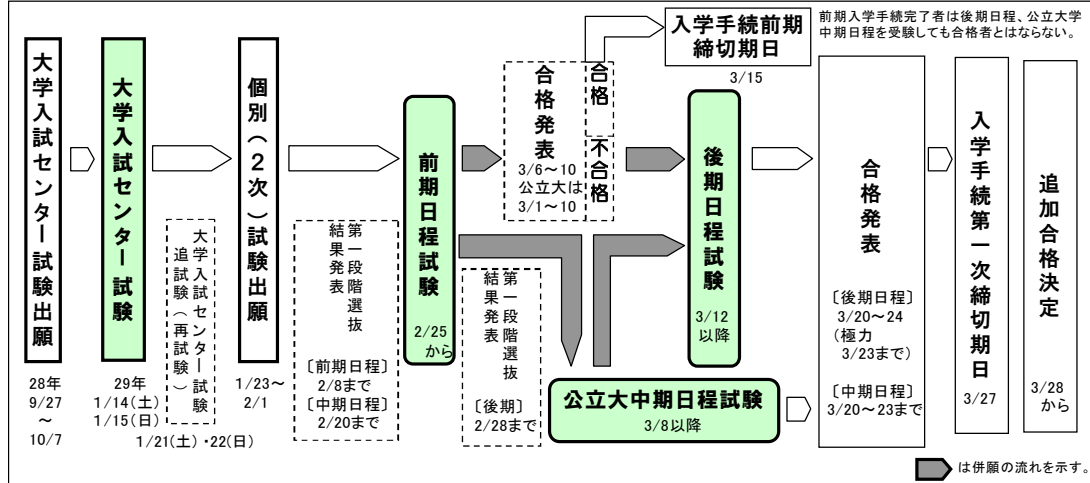 前期入学手続完了者は後期日程、公立大学
中期日程を受験しても合格者とはならない。
入学手続前期
締切期日
3/15
大学入試センター試験出願
28年
9/27
~
10/7
大学入試センター試験
29年
1/14(土)
1/15(日)
大学入試センター試験
追試験(再試験)
1/21(土)・22(日)
個別(2次)試験出願
1/23~
2/1
第一段階選抜
結果発表
〔前期日程〕
2/8まで
〔中期日程〕
2/20まで
前期日程試験
2/25
から
合格発表
3/6~10
公立大は
3/1~10
合格
不合格
第一段階選抜
結果発表
〔後期〕
2/28まで
後期日程試験
3/12
以降
公立大中期日程試験
3/8以降
合格発表
〔後期日程〕
3/20~24
(極力
3/23まで)
〔中期日程〕
3/20~23まで
入学手続第一次締切期日
3/27
追加合格決定
3/28
から
は併願の流れを示す。